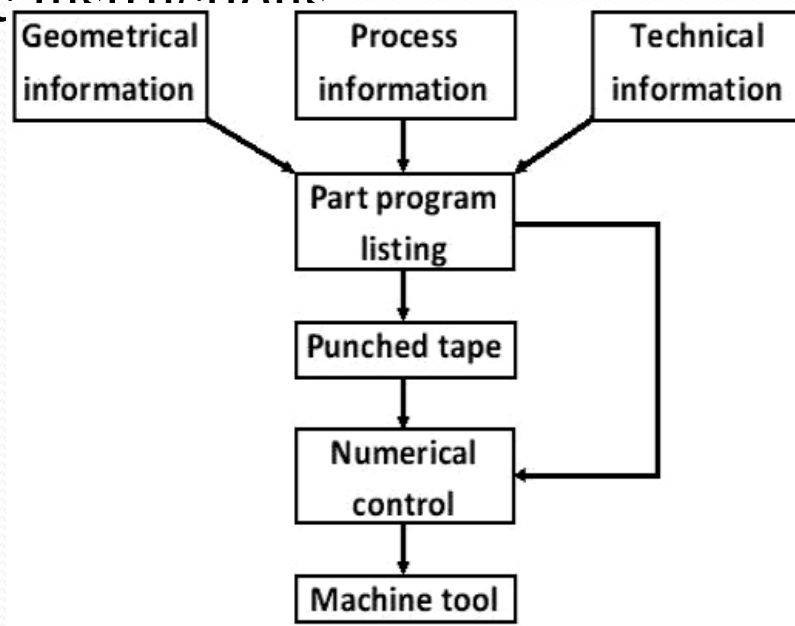 Geometrical
information
Process
information
Technical
information
Part program
listing
Punched tape
Numerical
control
Machine tool